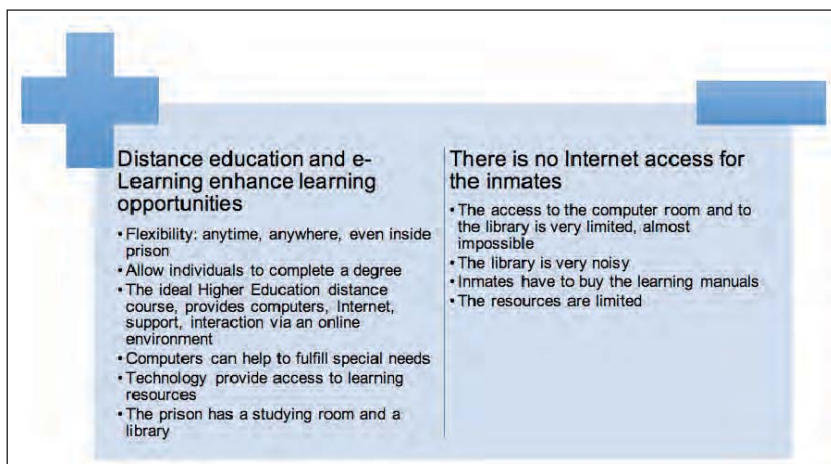 Distance education and e-
Learning enhance learning
opportunities
• Flexibility: anytime, anywhere, even inside
prison
• Allow individuals to complete a degree
• The ideal Higher Education distance
course, provides computers, Internet,
support, interaction via an online
environment
• Computers can help to fulfill special needs
• Technology provide access to learning
resources
• The prison has a studying room and a
library
There is no Internet access for
the inmates
• The access to the computer room and to
the library is very limited, almost
impossible
• The library is very noisy
• Inmates have to buy the learning manuals
• The resources are limited